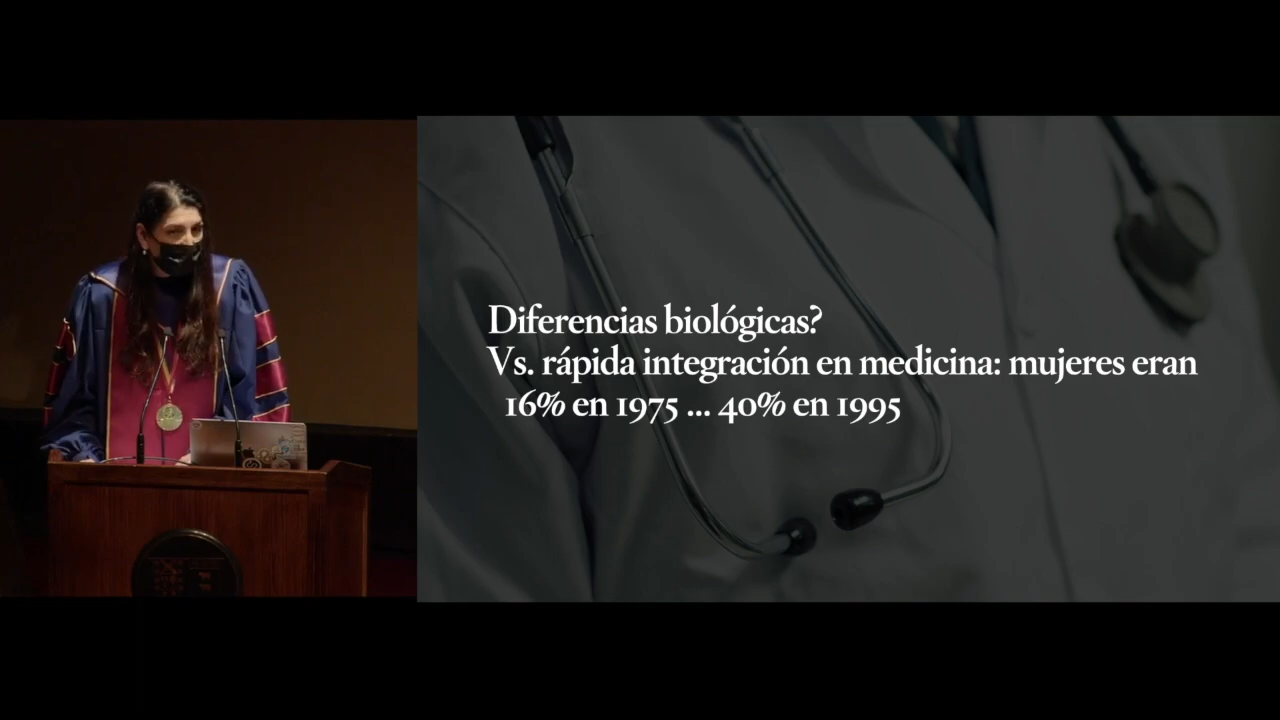 Diferencias biológicas?
Vs. rápida integración en medicina: mujeres eran
16% en 1975 ... 40% en 1995